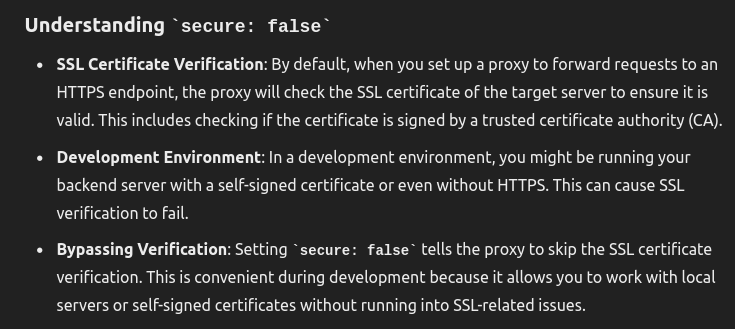 Understanding `secure: false`
• SSL Certificate Verification: By default, when you set up a proxy to forward requests to an
HTTPS endpoint, the proxy will check the SSL certificate of the target server to ensure it is
valid. This includes checking if the certificate is signed by a trusted certificate authority (CA).
• Development Environment: In a development environment, you might be running your
backend server with a self-signed certificate or even without HTTPS. This can cause SSL
verification to fail.
• Bypassing Verification: Setting `secure: false` tells the proxy to skip the SSL certificate
verification. This is convenient during development because it allows you to work with local
servers or self-signed certificates without running into SSL-related issues.